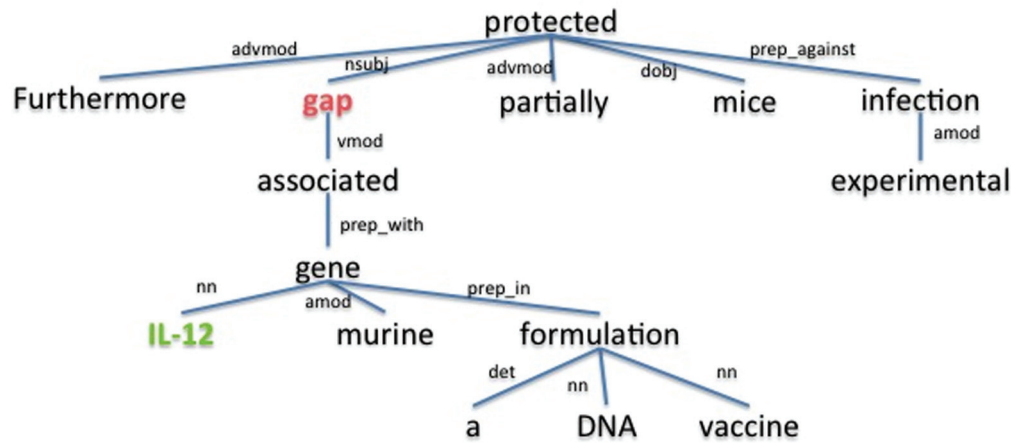 protected
advmod nsubj advmod dobj prep_against
Furthermore gap partially mice infection
vmod amod
associated experimental
prep_with
gene
nn amod prep_in
IL-12 murine formulation
det nn nn
a DNA vaccine